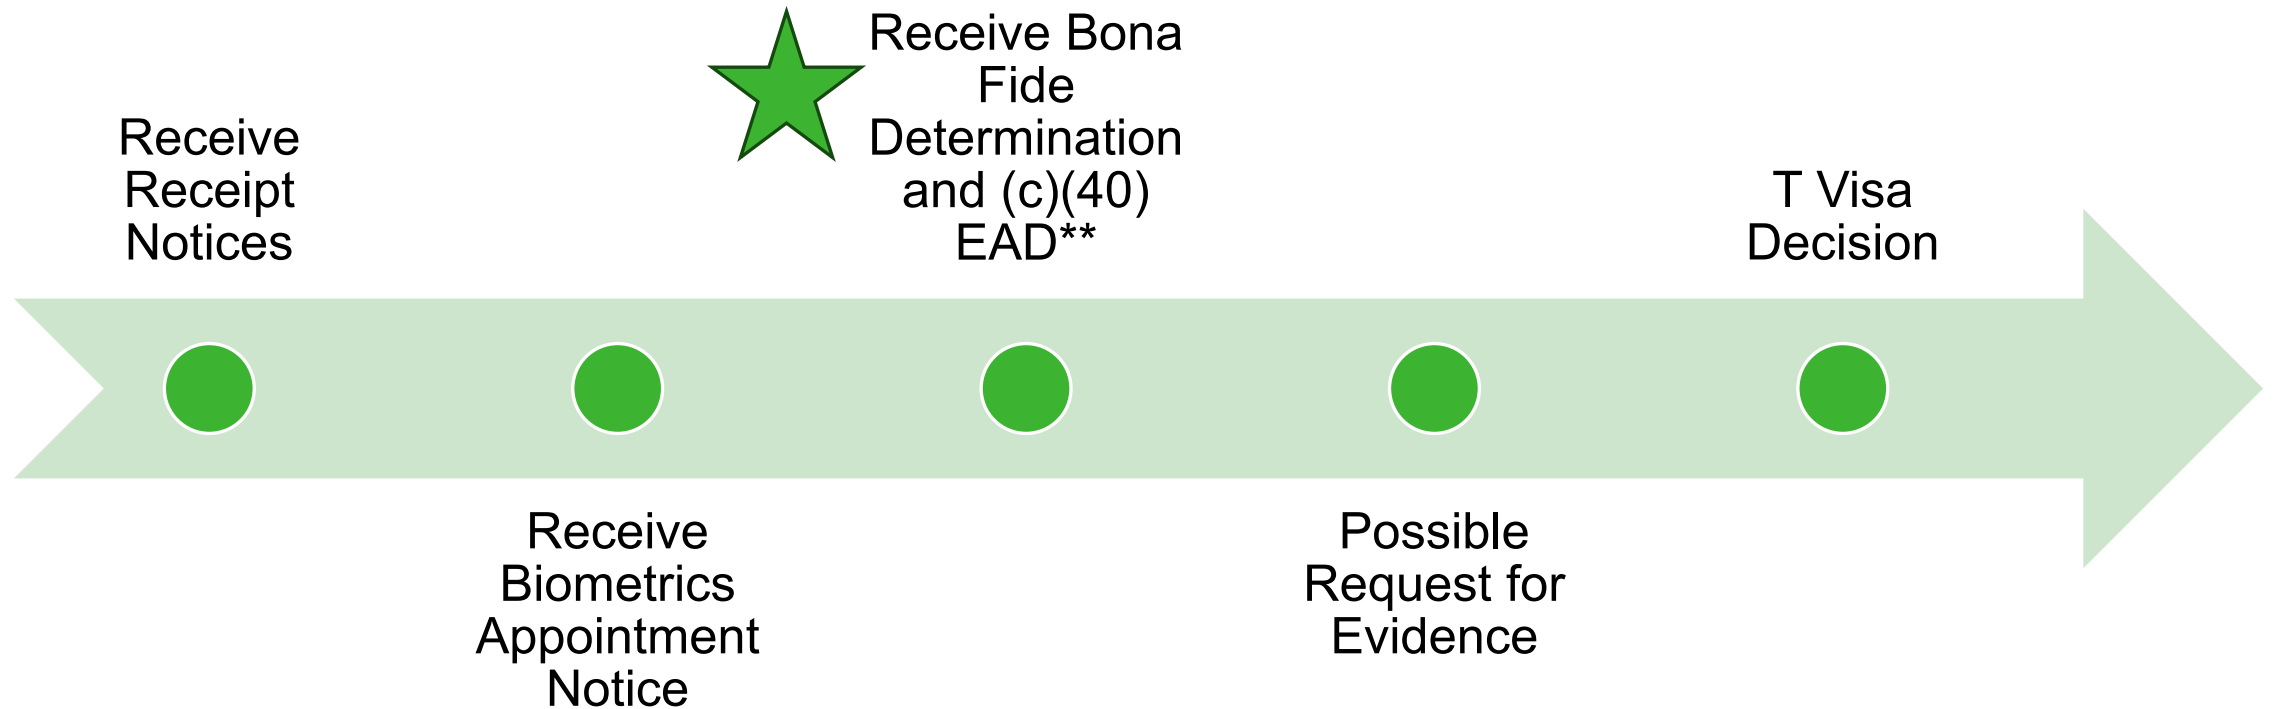 Receive
Receipt
Notices
Receive
Biometrics
Appointment
Notice
Receive Bona
Fide
Determination
and (c)(40)
EAD**
Possible
Request for
Evidence
T Visa
Decision